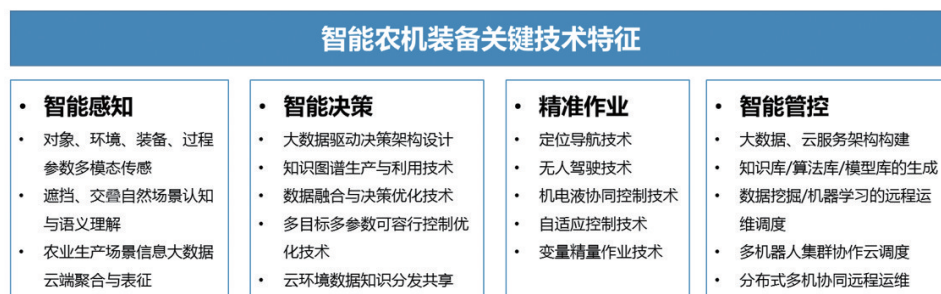 智能农机装备关键技术特征
• 智能感知
• 对象、环境、装备、过程
参数多模态传感
• 遮挡、交叠自然场景认知
与语义理解
• 农业生产场景信息大数据
云端聚合与表征
• 智能决策
• 大数据驱动决策架构设计
• 知识图谱生产与利用技术
• 数据融合与决策优化技术
• 多目标多参数可容行控制优
化技术
• 云环境数据知识分发共享
• 精准作业
• 定位导航技术
• 无人驾驶技术
• 机电液协同控制技术
• 自适应控制技术
• 变量精量作业技术
• 智能管控
• 大数据、云服务架构构建
• 知识库/算法库/模型库的生成
• 数据挖掘/机器学习的远程运
维调度
• 多机器人集群协作云调度
• 分布式多机协同远程运维